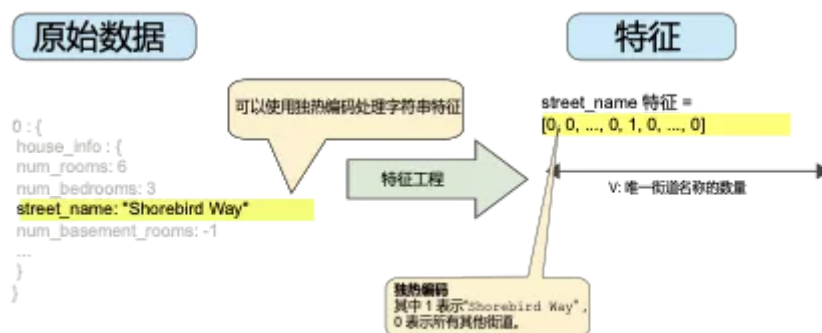 原始数据
特征
可以使用独热编码处理字符串特征
0 : {
house_info : {
num_rooms: 6
num_bedrooms: 3
street_name: "Shorebird Way"
num_basement_rooms: -1
...
}
}
特征工程
street_name 特征 =
[0, 0, ..., 0, 1, 0, ..., 0]
V: 唯一街道名称的数量
独热编码
其中 1 表示"Shorebird Way",
0 表示所有其他街道。